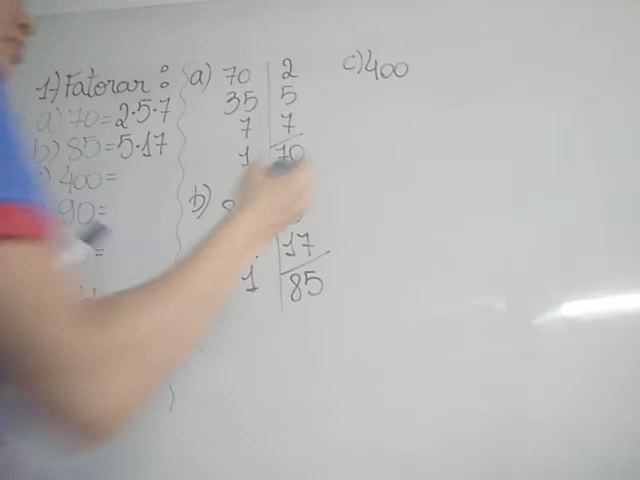 1) Fatorar:
a) 70=2·5·7
b) 85=5·17
400=
90=
=
a) 70 | 2
35 | 5
7 | 7
1 | 70
b)
17
1 | 85
c) 400